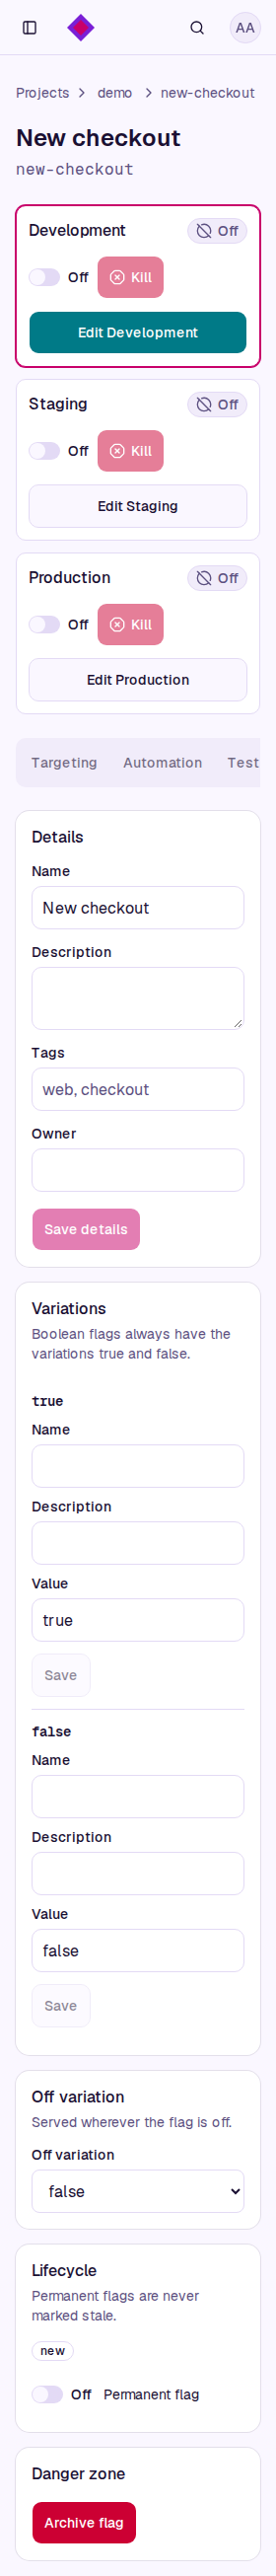 AA
Projects > demo > new-checkout
New checkout
new-checkout
Development Off
Off Kill
Edit Development
Staging Off
Off Kill
Edit Staging
Production Off
Off Kill
Edit Production
Targeting Automation Test
Details
Name
New checkout
Description
Tags
web, checkout
Owner
Save details
Variations
Boolean flags always have the
variations true and false.
true
Name
Description
Value
true
Save
false
Name
Description
Value
false
Save
Off variation
Served wherever the flag is off.
Off variation
false
Lifecycle
Permanent flags are never
marked stale.
new
Off Permanent flag
Danger zone
Archive flag